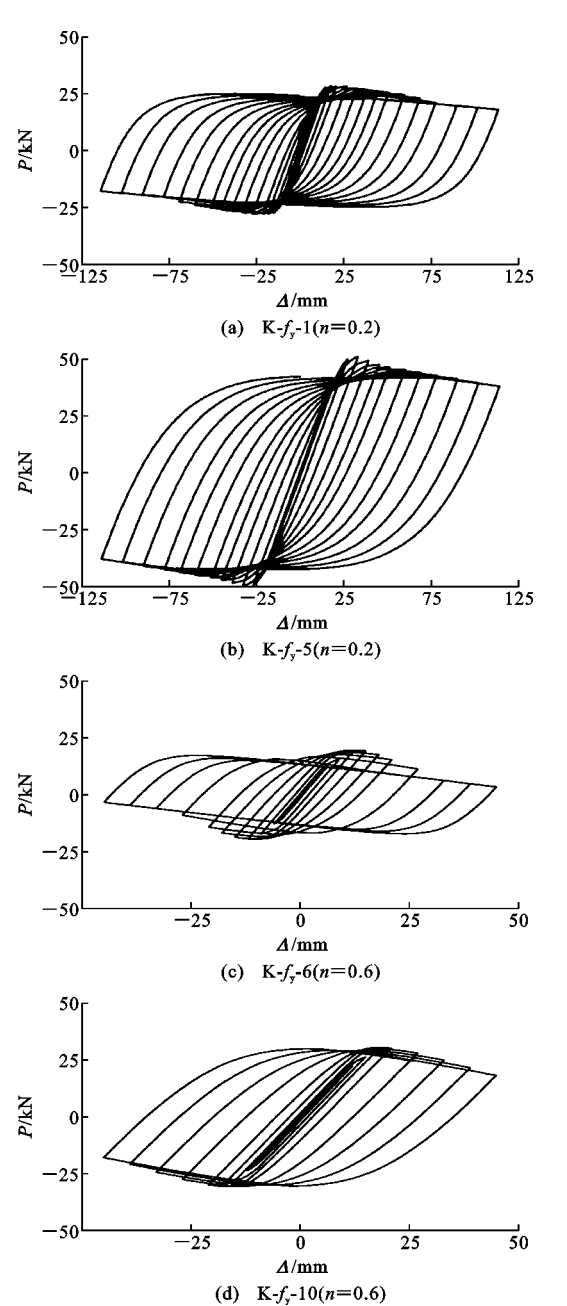 50
25
P/kN
0
−25
−50
−125 −75 −25 25 75 125
Δ/mm
(a) K-fy-1(n=0.2)
50
25
P/kN
0
−25
−50
−125 −75 −25 25 75 125
Δ/mm
(b) K-fy-5(n=0.2)
50
25
P/kN
0
−25
−50
−25 0 25 50
Δ/mm
(c) K-fy-6(n=0.6)
50
25
P/kN
0
−25
−50
−25 0 25 50
Δ/mm
(d) K-fy-10(n=0.6)